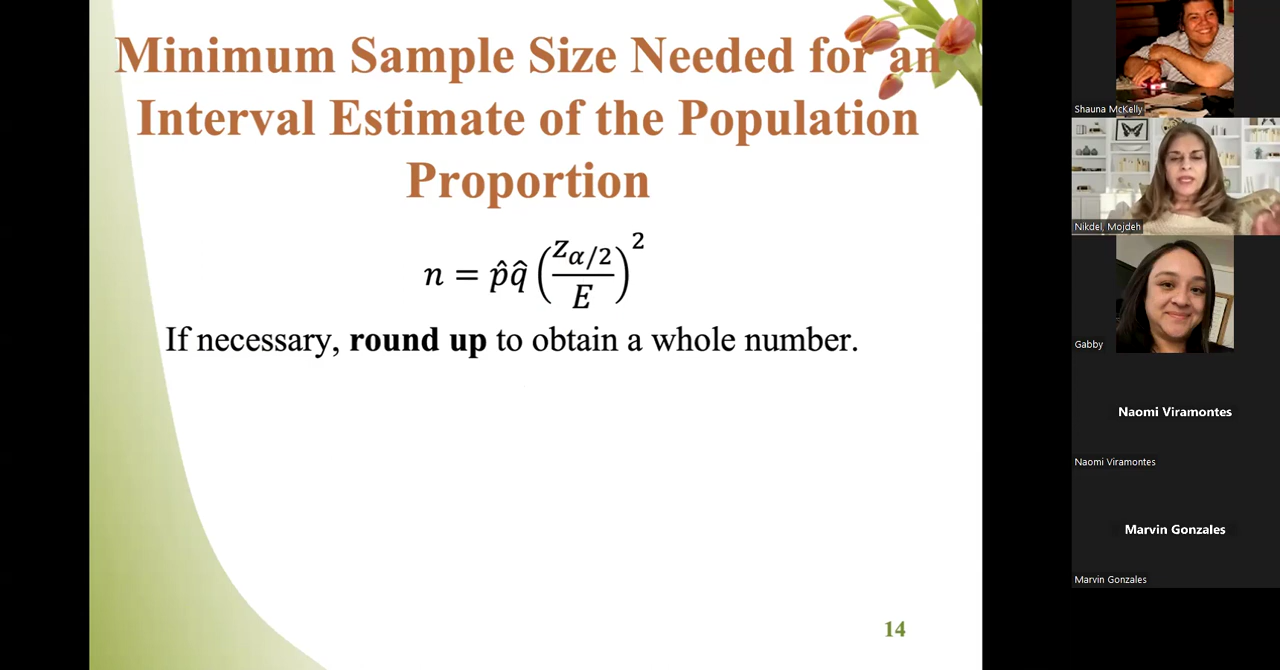 Minimum Sample Size Needed for an
Interval Estimate of the Population
Proportion
n = p̂q̂ (zα/2 / E)²
If necessary, round up to obtain a whole number.
14
Shauna McKelly
Nikdel, Mojdeh
Gabby
Naomi Viramontes
Naomi Viramontes
Marvin Gonzales
Marvin Gonzales